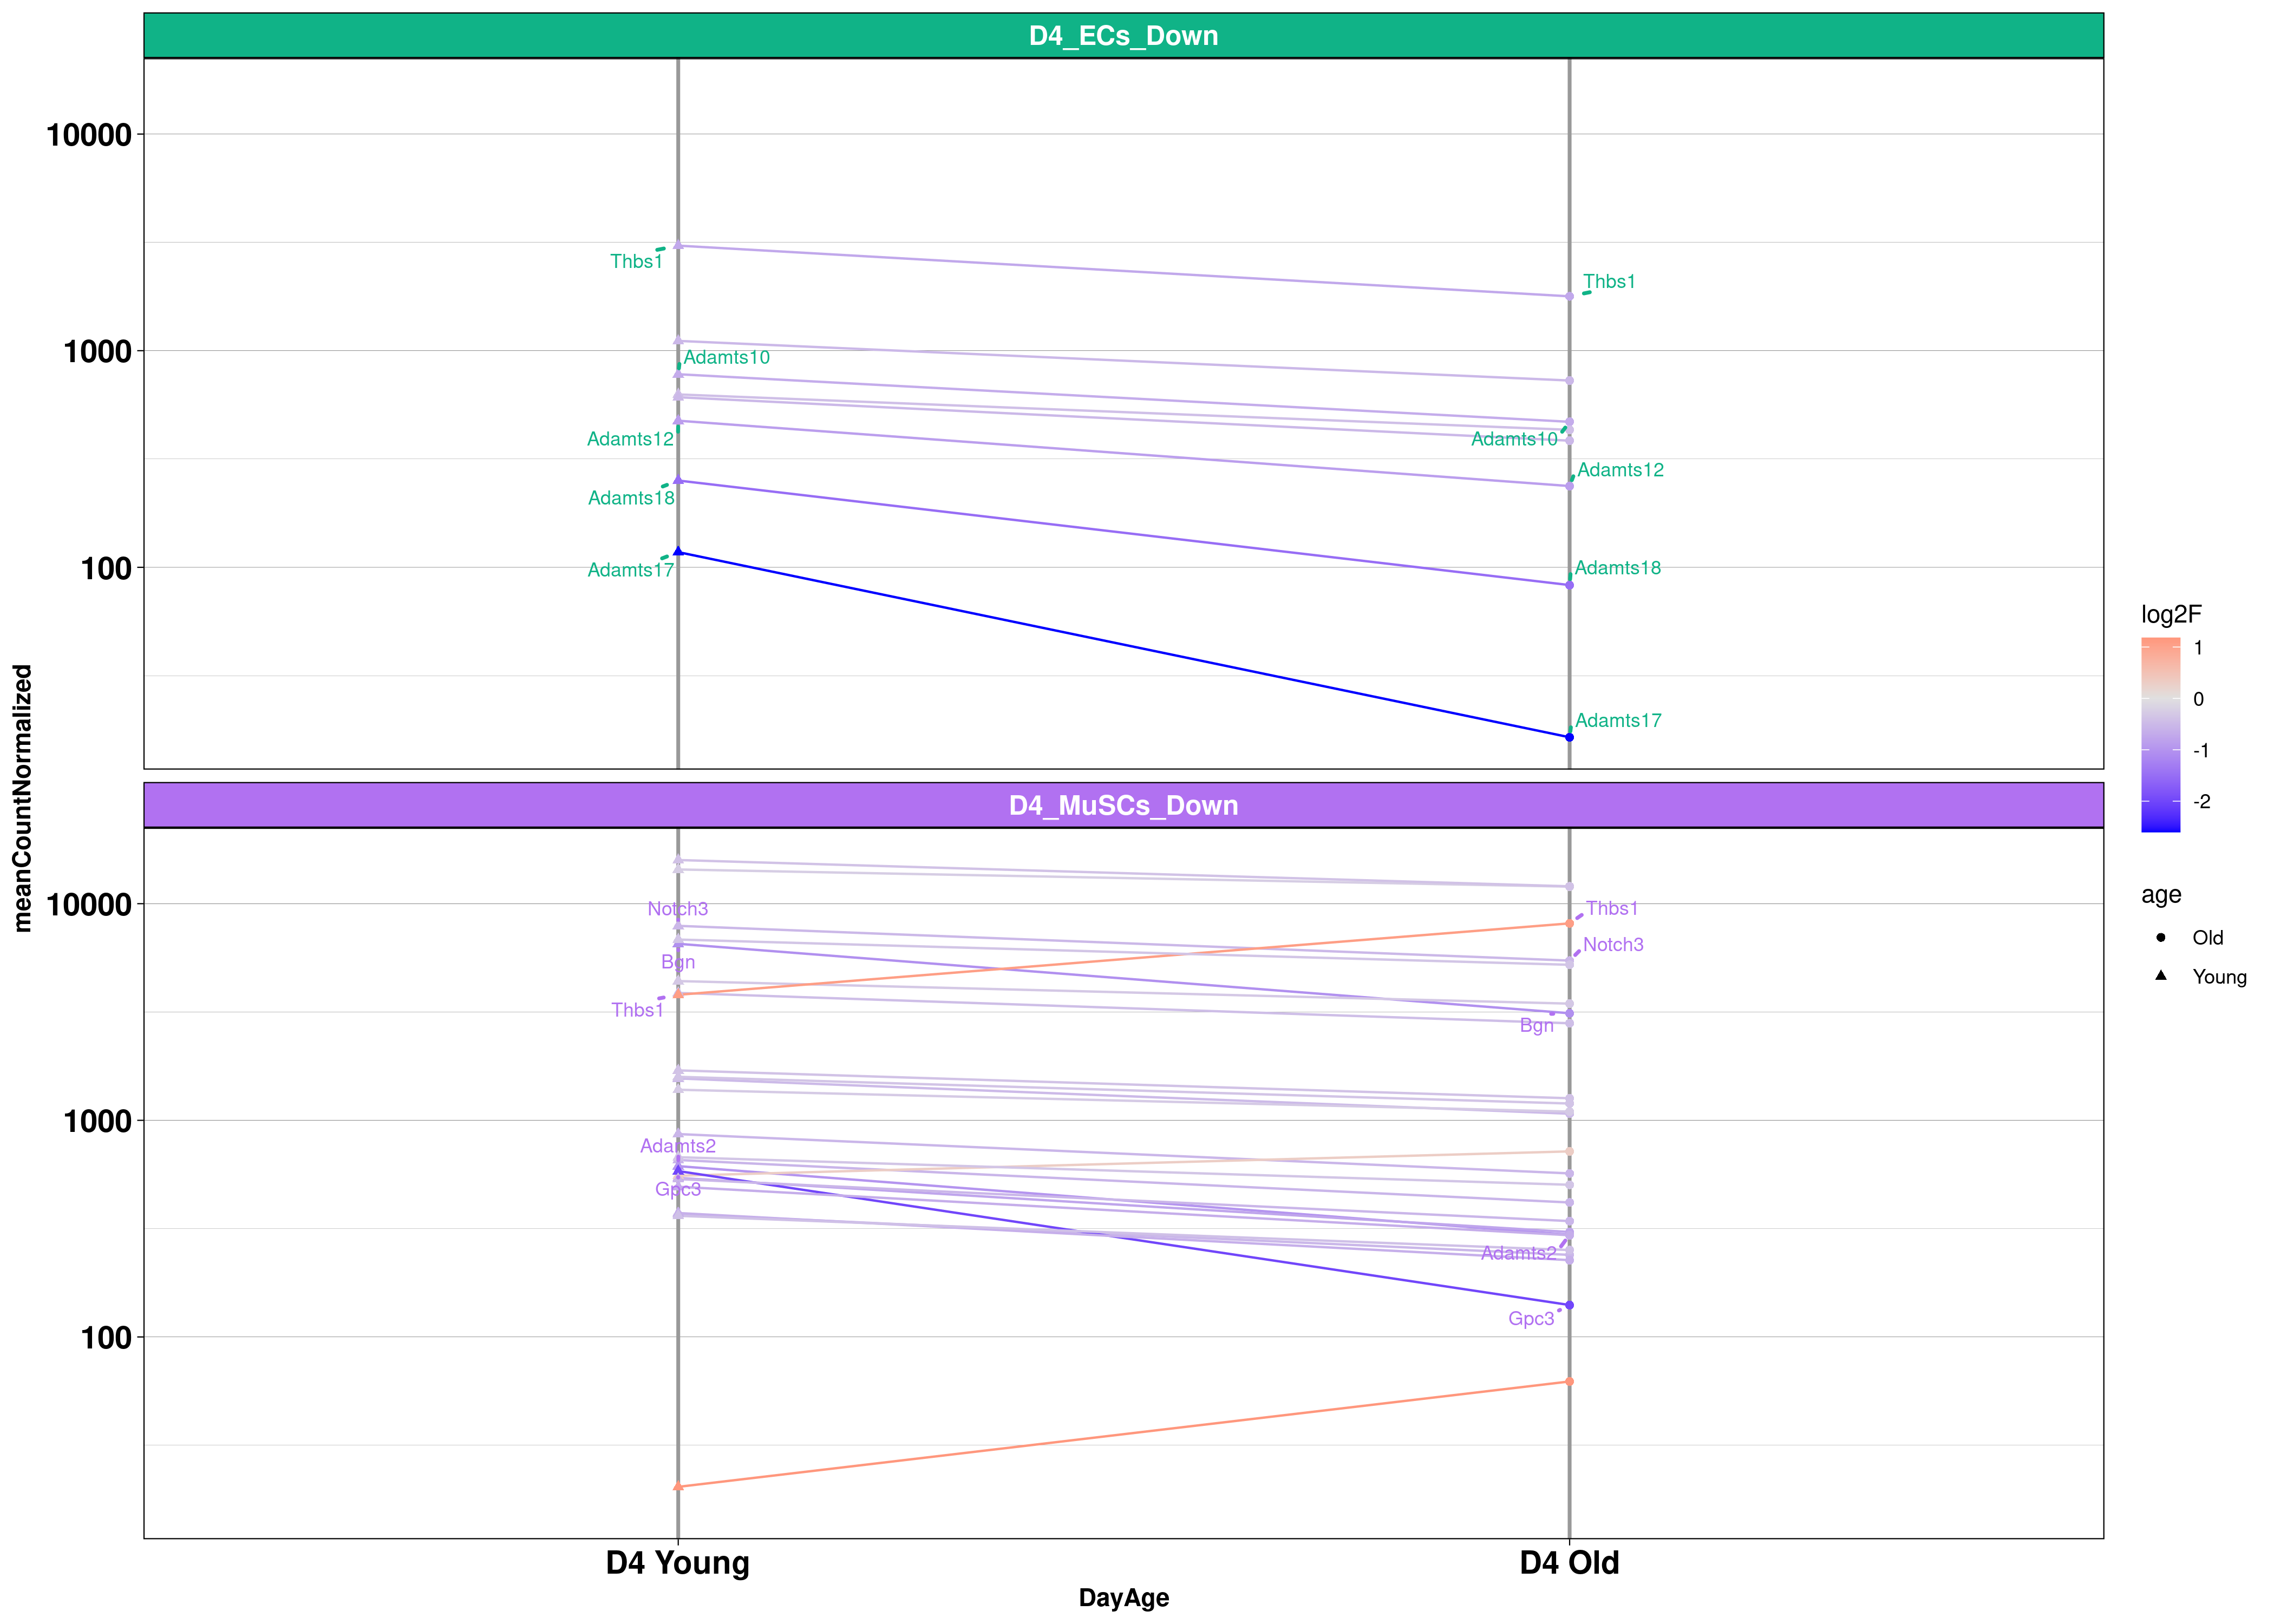 D4_ECs_Down
10000
1000
100
Thbs1
Thbs1
Adamts10
Adamts12
Adamts10
Adamts12
Adamts18
Adamts18
Adamts17
Adamts17
meanCountNormalized
D4_MuSCs_Down
10000
1000
100
Notch3
Thbs1
Notch3
Bgn
Thbs1
Bgn
Adamts2
Gpc3
Adamts2
Gpc3
D4 Young
D4 Old
DayAge
log2F
1
0
-1
-2
age
Old
Young